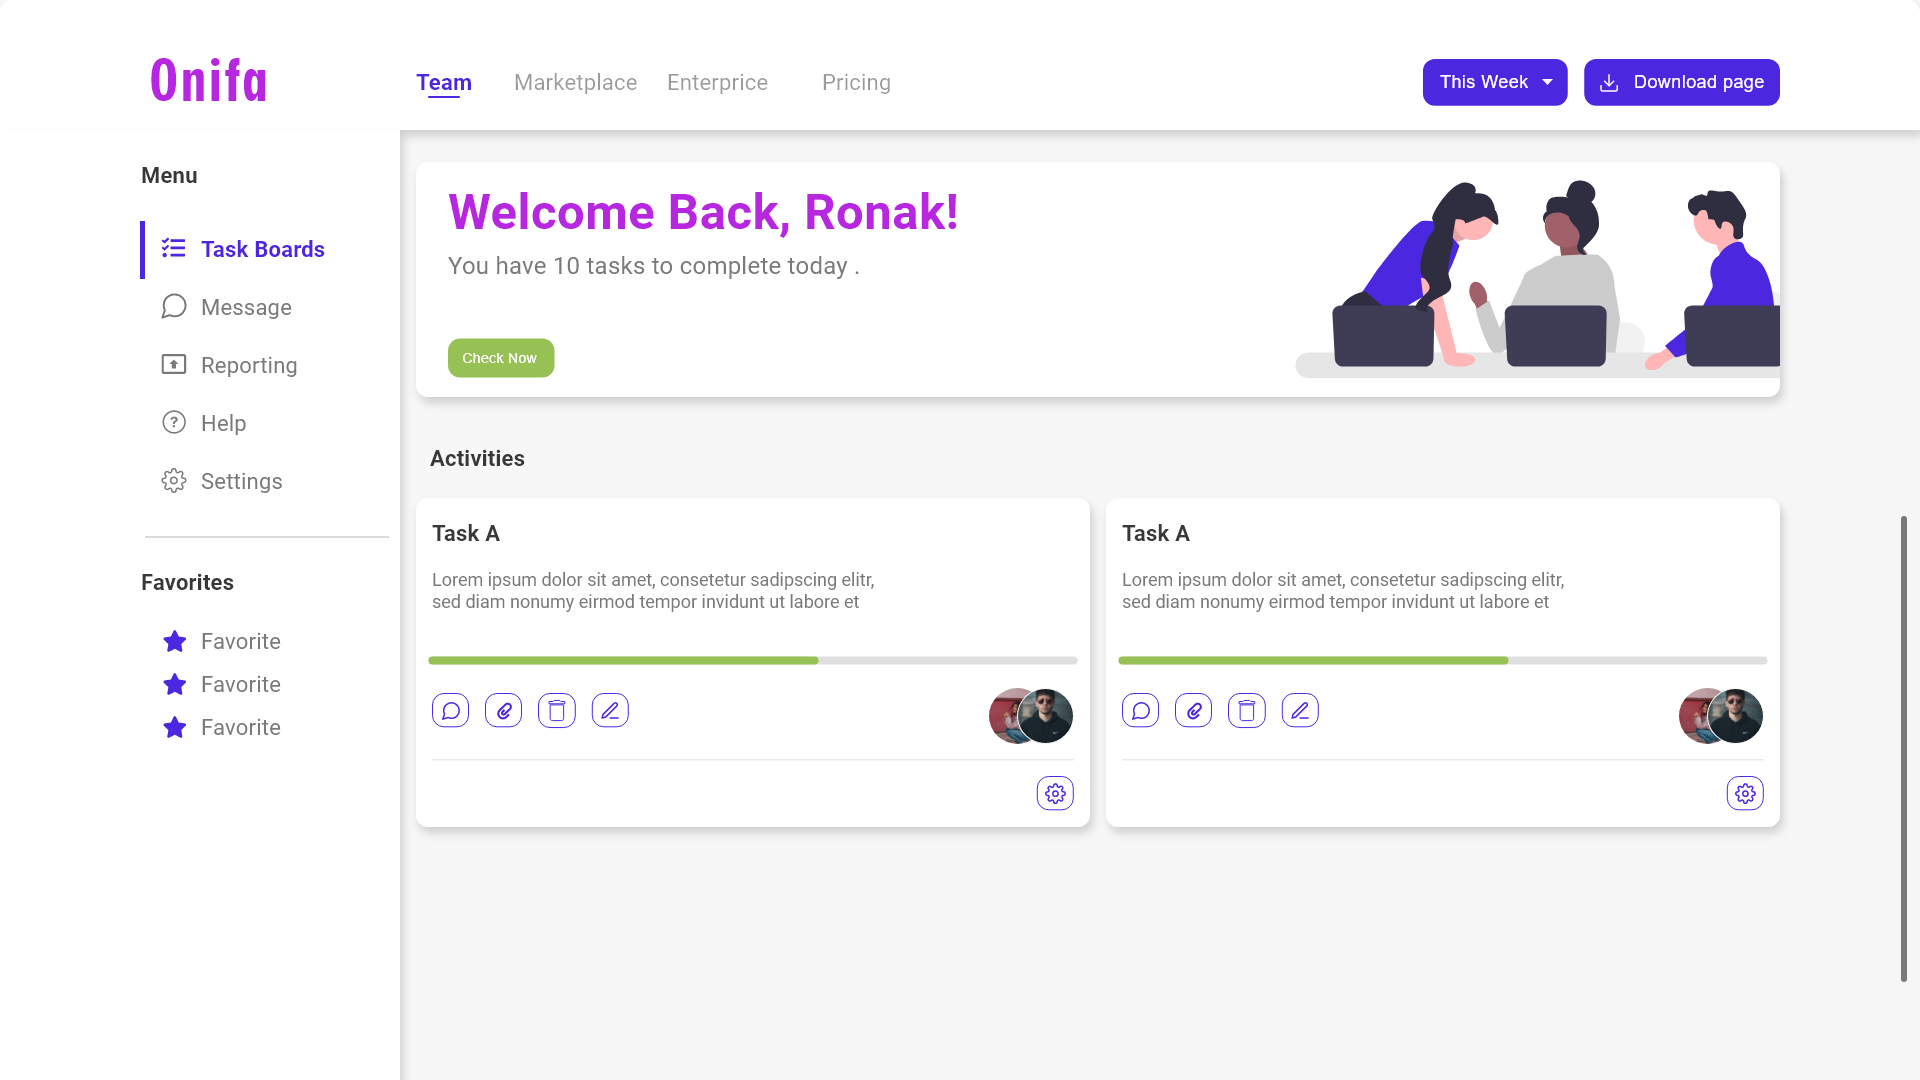 Onifa
Team
Marketplace
Enterprice
Pricing
This Week
Download page
Menu
Task Boards
Message
Reporting
Help
Settings
Favorites
Favorite
Favorite
Favorite
Welcome Back, Ronak!
You have 10 tasks to complete today .
Check Now
Activities
Task A
Lorem ipsum dolor sit amet, consetetur sadipscing elitr,
sed diam nonumy eirmod tempor invidunt ut labore et
Task A
Lorem ipsum dolor sit amet, consetetur sadipscing elitr,
sed diam nonumy eirmod tempor invidunt ut labore et